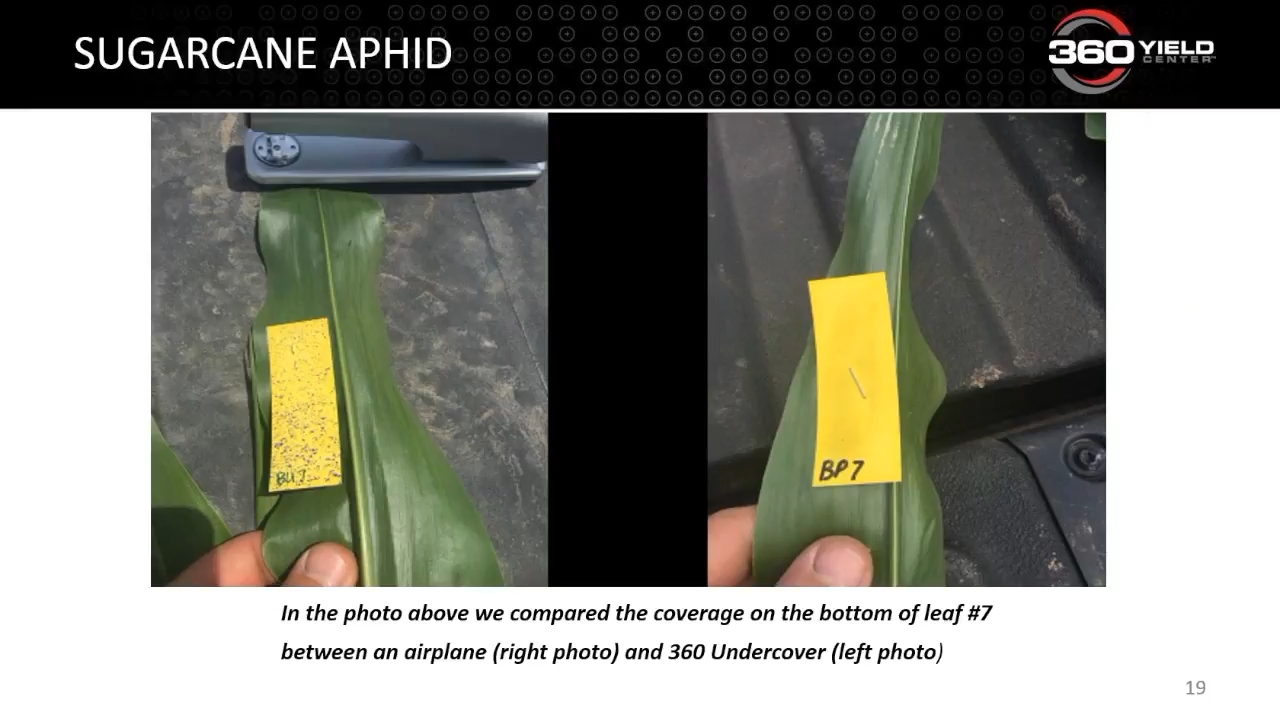 SUGARCANE APHID
360 YIELD
CENTER
BU7
BP7
In the photo above we compared the coverage on the bottom of leaf #7
between an airplane (right photo) and 360 Undercover (left photo)
19